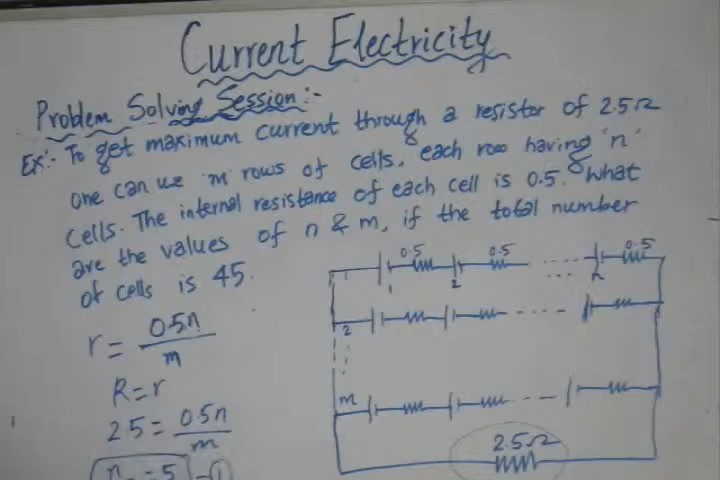 Current Electricity
Problem Solving Session:-
Ex:- To get maximum current through a resistor of 2.5Ω
one can use 'm' rows of cells, each row having 'n'
cells. The internal resistance of each cell is 0.5. What
are the values of n & m, if the total number
of cells is 45.
0.5 0.5 0.5
1 2 n
r = 0.5n / m
2
R = r
m
2.5 = 0.5n / m
2.5Ω
n = 5 -①